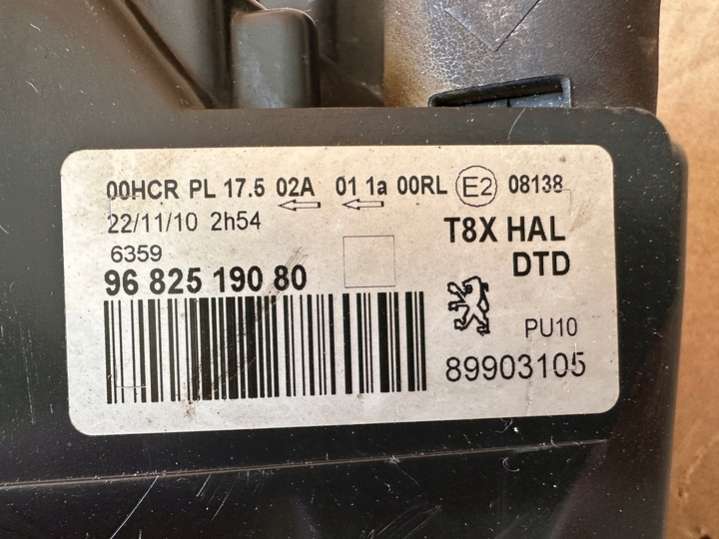 00HCR PL 17.5 02A 01 1a 00RL E2 08138
22/11/10 2h54
6359
96 825 190 80
T8X HAL
DTD
PU10
89903105